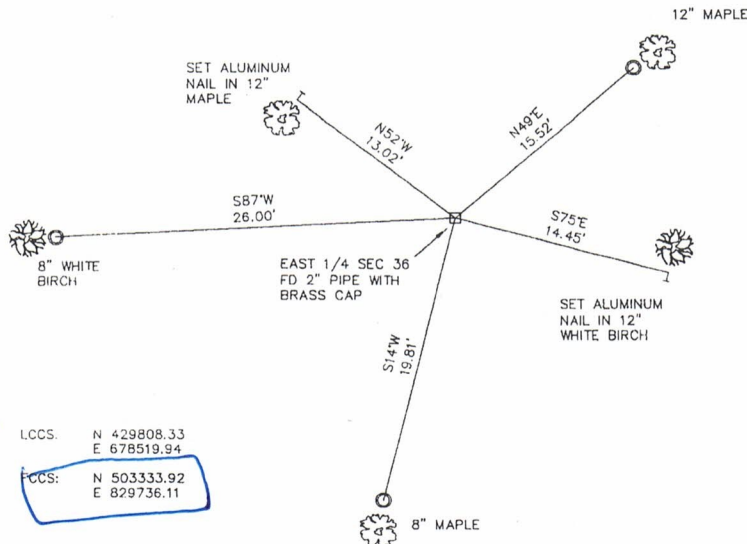 12" MAPLE
SET ALUMINUM
NAIL IN 12"
MAPLE
N52°W
13.02'
N49°E
15.52'
S87°W
26.00'
S75°E
14.45'
8" WHITE
BIRCH
EAST 1/4 SEC 36
FD 2" PIPE WITH
BRASS CAP
SET ALUMINUM
NAIL IN 12"
WHITE BIRCH
S14°W
19.81'
LCCS. N 429808.33
E 678519.94
FCCS: N 503333.92
E 829736.11
8" MAPLE